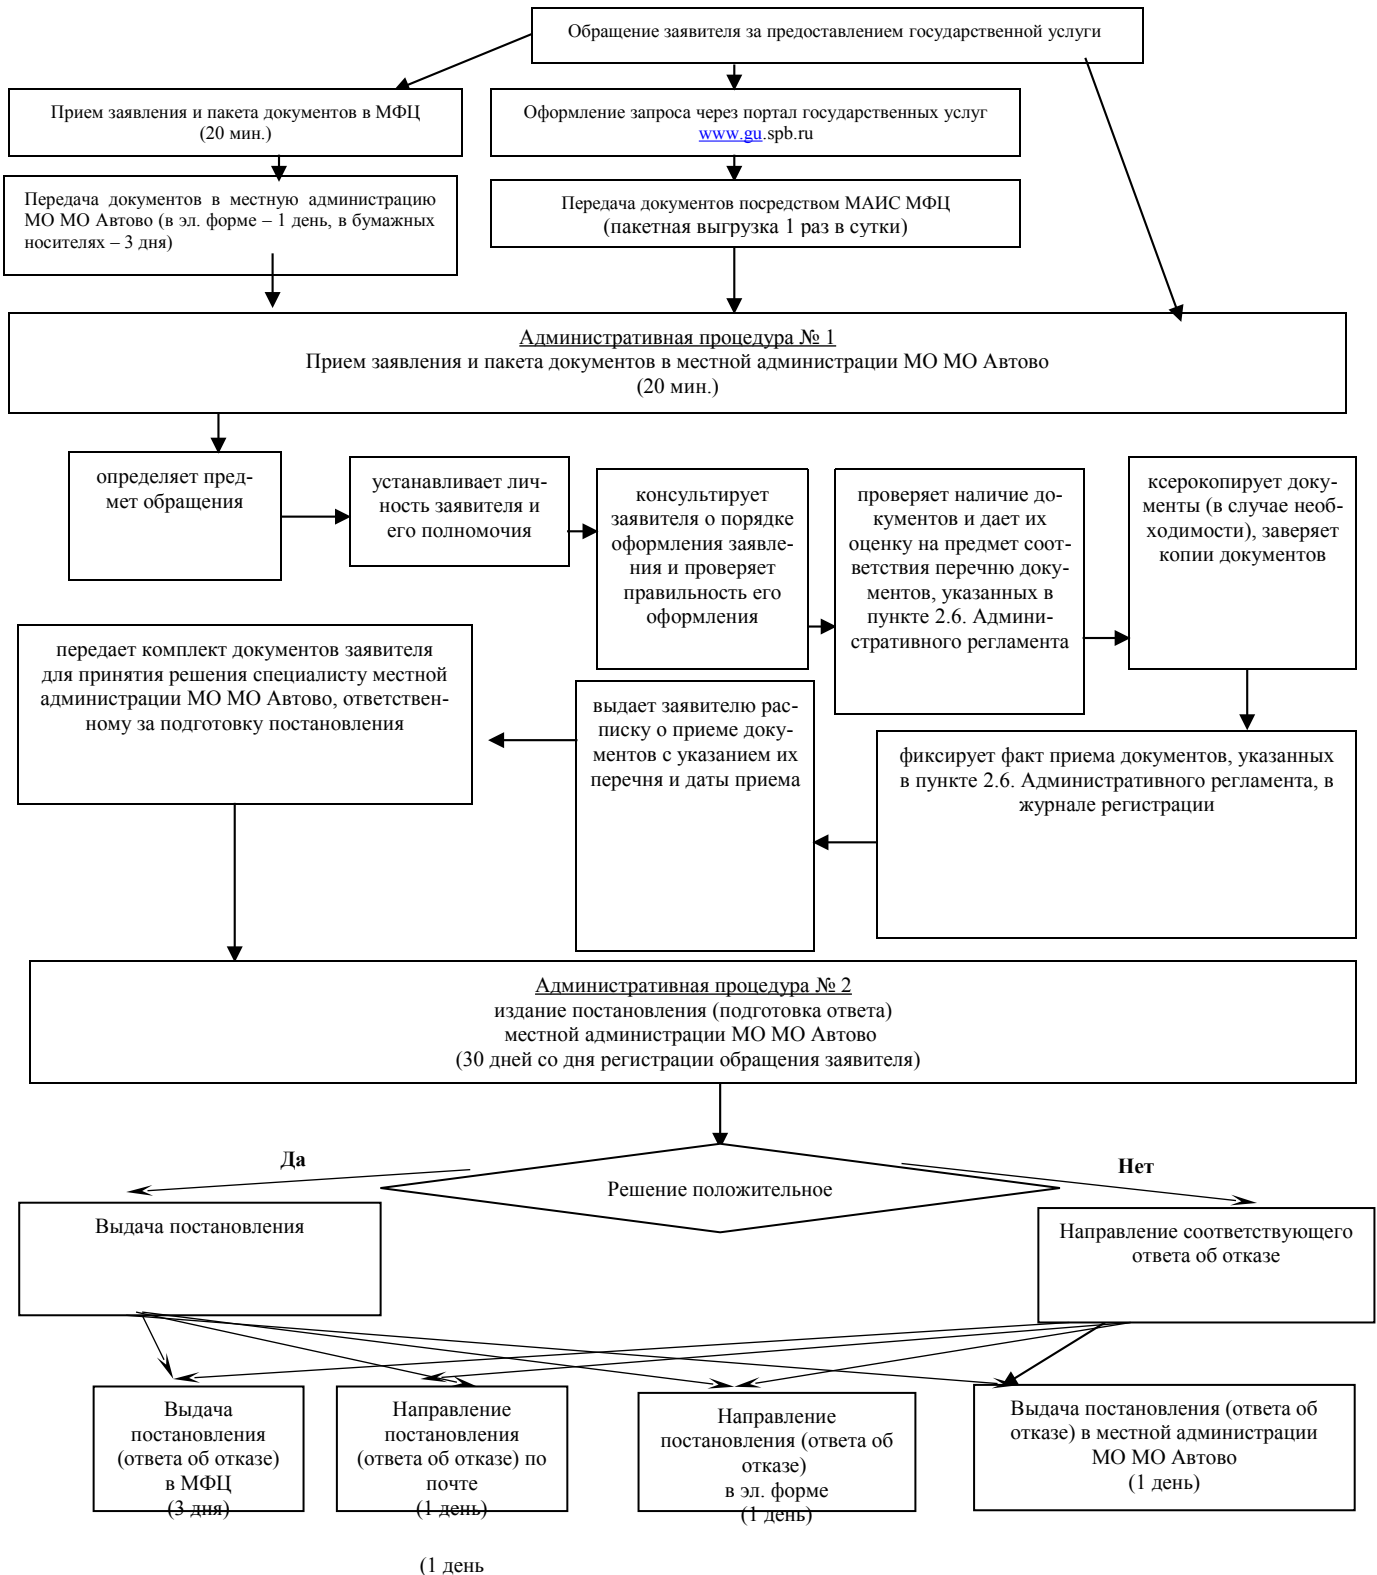 Обращение заявителя за предоставлением государственной услуги
Прием заявления и пакета документов в МФЦ
(20 мин.)
Оформление запроса через портал государственных услуг
www.gu.spb.ru
Передача документов в местную администрацию
МО МО Автово (в эл. форме – 1 день, в бумажных
носителях – 3 дня)
Передача документов посредством МАИС МФЦ
(пакетная выгрузка 1 раз в сутки)
Административная процедура № 1
Прием заявления и пакета документов в местной администрации МО МО Автово
(20 мин.)
определяет пред-
мет обращения
устанавливает лич-
ность заявителя и
его полномочия
консультирует
заявителя о порядке
оформления заявле-
ния и проверяет
правильность его
оформления
проверяет наличие до-
кументов и дает их
оценку на предмет соот-
ветствия перечню доку-
ментов, указанных в
пункте 2.6. Админи-
стративного регламента
ксерокопирует доку-
менты (в случае необ-
ходимости), заверяет
копии документов
передает комплект документов заявителя
для принятия решения специалисту местной
администрации МО МО Автово, ответствен-
ному за подготовку постановления
выдает заявителю рас-
писку о приеме доку-
ментов с указанием их
перечня и даты приема
фиксирует факт приема документов, указанных
в пункте 2.6. Административного регламента, в
журнале регистрации
Административная процедура № 2
издание постановления (подготовка ответа)
местной администрации МО МО Автово
(30 дней со дня регистрации обращения заявителя)
Да
Нет
Решение положительное
Выдача постановления
Направление соответствующего
ответа об отказе
Выдача
постановления
(ответа об отказе)
в МФЦ
(3 дня)
Направление
постановления
(ответа об отказе) по
почте
(1 день)
Направление
постановления (ответа об
отказе)
в эл. форме
(1 день)
Выдача постановления (ответа об
отказе) в местной администрации
МО МО Автово
(1 день)
(1 день